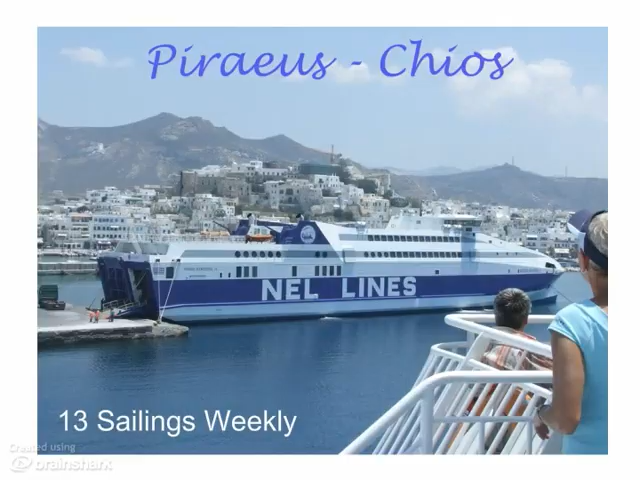 Piraeus - Chios
NEL LINES
13 Sailings Weekly
Created using
brainshark